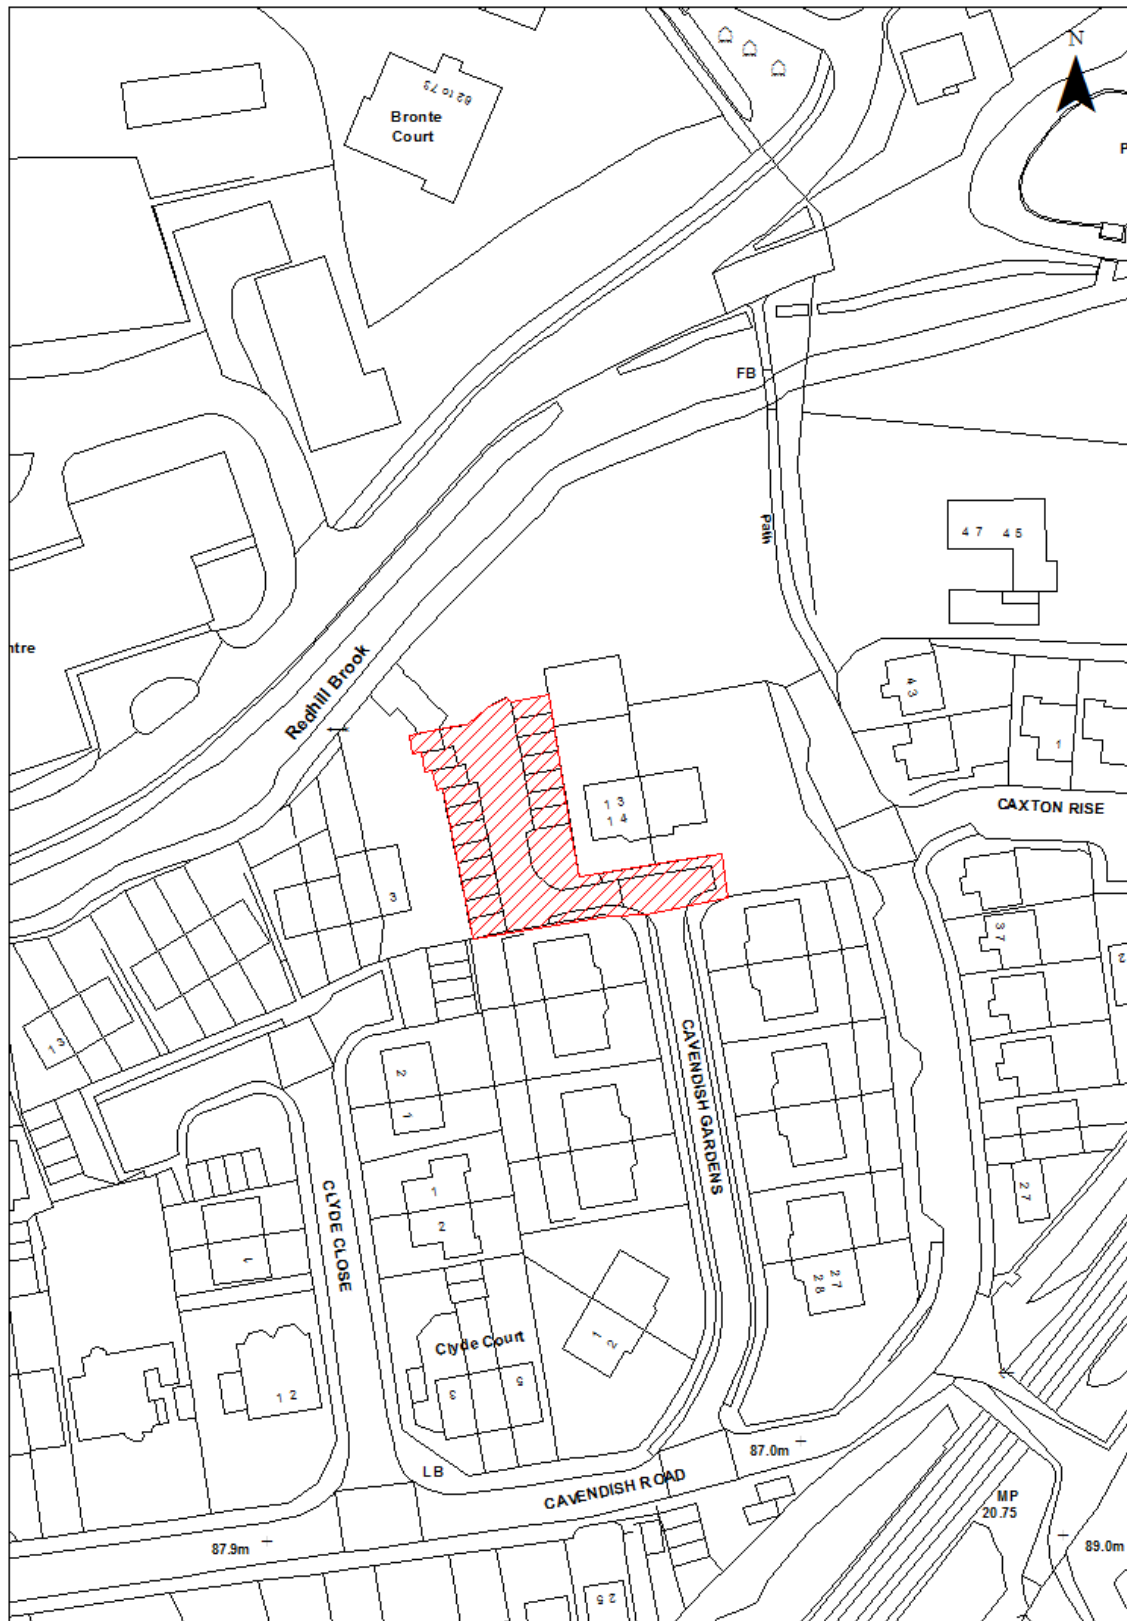 N
62 to 73
Bronte
Court
P
FB
Path
47 45
ntre
Redhill Brook
43
1
CAXTON RISE
13
14
3
37
2
13
2
1
CAVENDISH GARDENS
1
2
27
CLYDE CLOSE
1
27
28
1
2
Clyde Court
3
5
12
LB
87.0m
CAVENDISH ROAD
MP
20.75
87.9m
89.0m
25